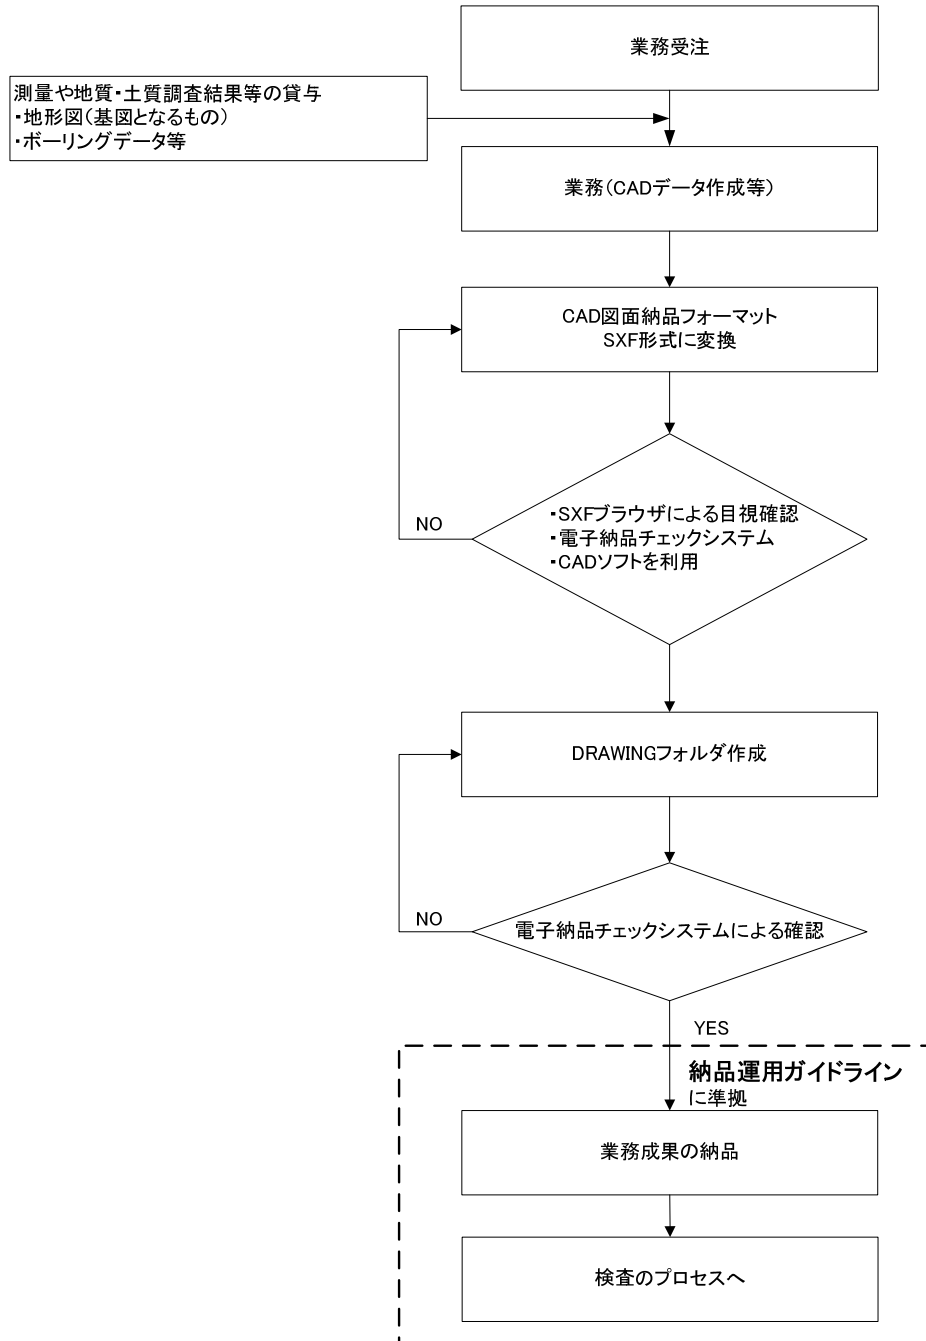 業務受注
測量や地質・土質調査結果等の貸与
・地形図（基図となるもの）
・ボーリングデータ等
業務（CADデータ作成等）
CAD図面納品フォーマット
SXF形式に変換
・SXFブラウザによる目視確認
・電子納品チェックシステム
・CADソフトを利用
NO
DRAWINGフォルダ作成
電子納品チェックシステムによる確認
NO
YES
納品運用ガイドライン
に準拠
業務成果の納品
検査のプロセスへ